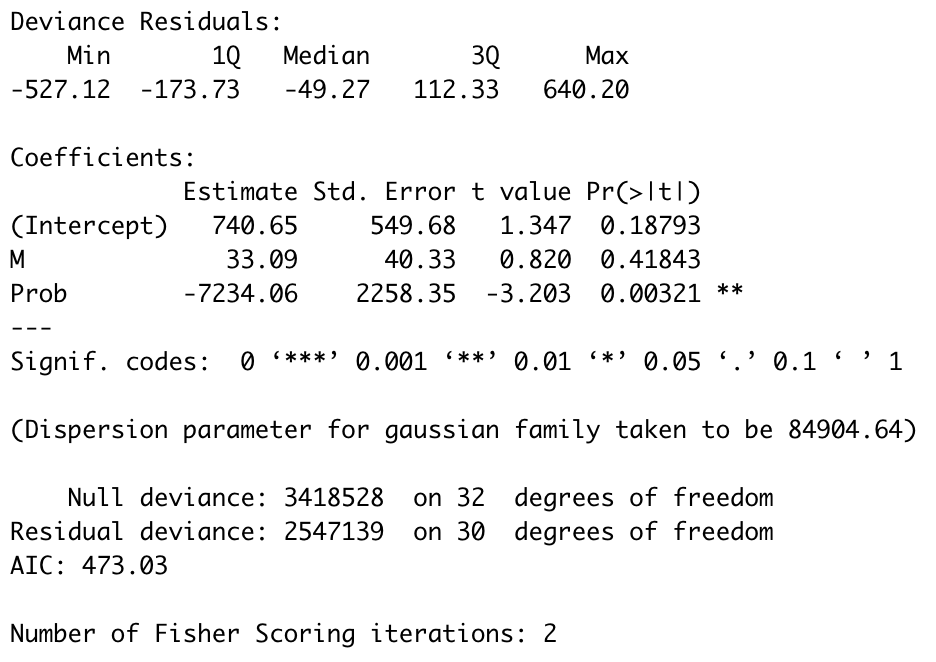 Deviance Residuals:
Min 1Q Median 3Q Max
-527.12 -173.73 -49.27 112.33 640.20
Coefficients:
Estimate Std. Error t value Pr(>|t|)
(Intercept) 740.65 549.68 1.347 0.18793
M 33.09 40.33 0.820 0.41843
Prob -7234.06 2258.35 -3.203 0.00321 **
---
Signif. codes: 0 ‘***’ 0.001 ‘**’ 0.01 ‘*’ 0.05 ‘.’ 0.1 ‘ ’ 1
(Dispersion parameter for gaussian family taken to be 84904.64)
Null deviance: 3418528 on 32 degrees of freedom
Residual deviance: 2547139 on 30 degrees of freedom
AIC: 473.03
Number of Fisher Scoring iterations: 2